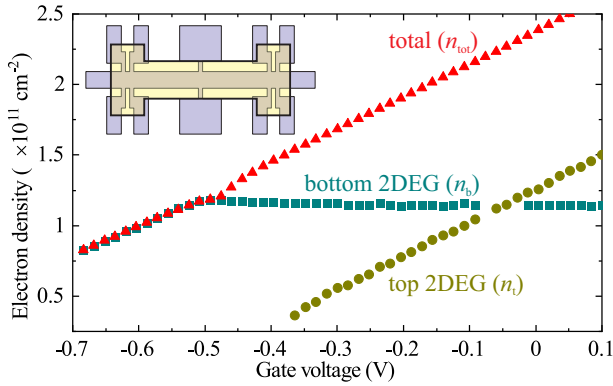 Electron density ( ×10¹¹ cm⁻²)
2.5
2.0
1.5
1
0.5
total (n_tot)
bottom 2DEG (n_b)
top 2DEG (n_t)
-0.7 -0.6 -0.5 -0.4 -0.3 -0.2 -0.1 0 0.1
Gate voltage (V)